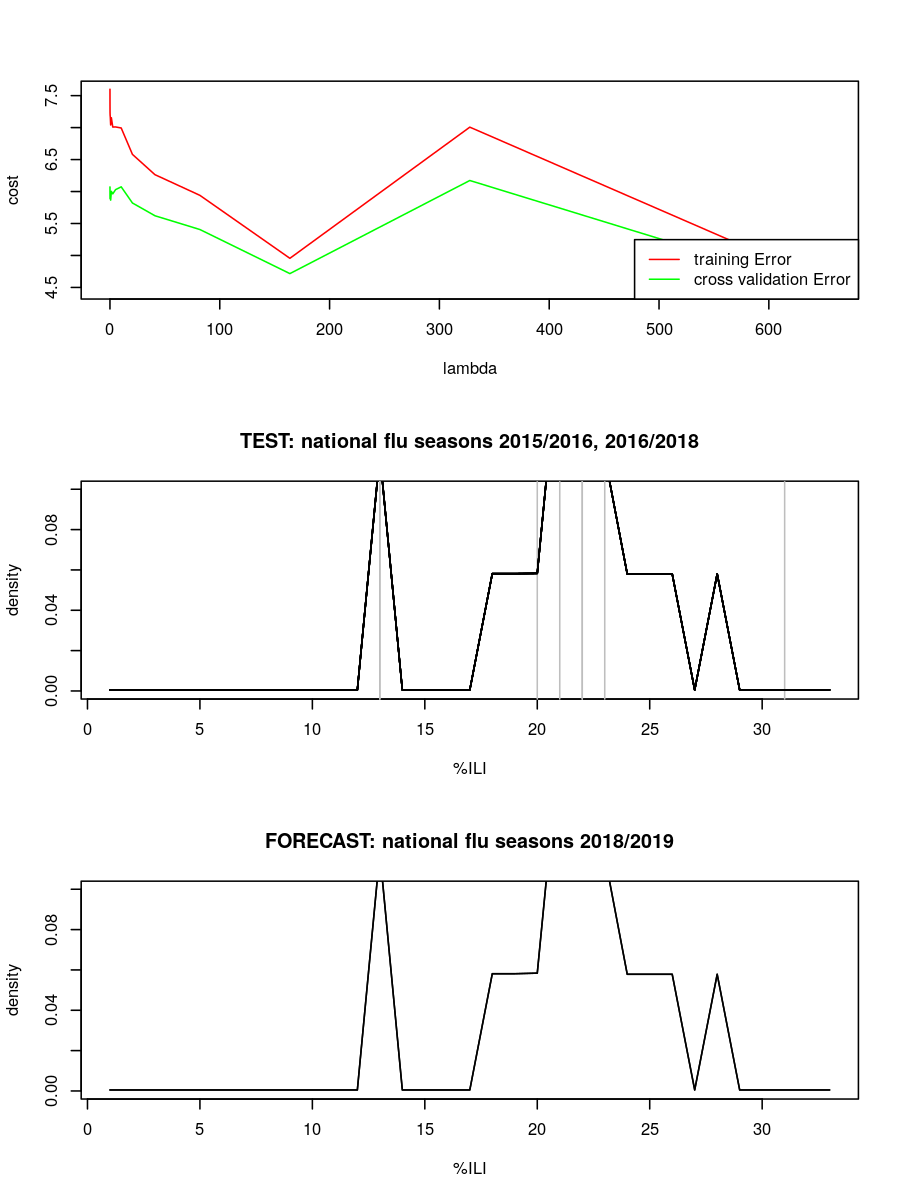 7.5
6.5
5.5
4.5
cost
training Error
cross validation Error
0 100 200 300 400 500 600
lambda
TEST: national flu seasons 2015/2016, 2016/2018
0.08
0.04
0.00
density
0 5 10 15 20 25 30
%ILI
FORECAST: national flu seasons 2018/2019
0.08
0.04
0.00
density
0 5 10 15 20 25 30
%ILI